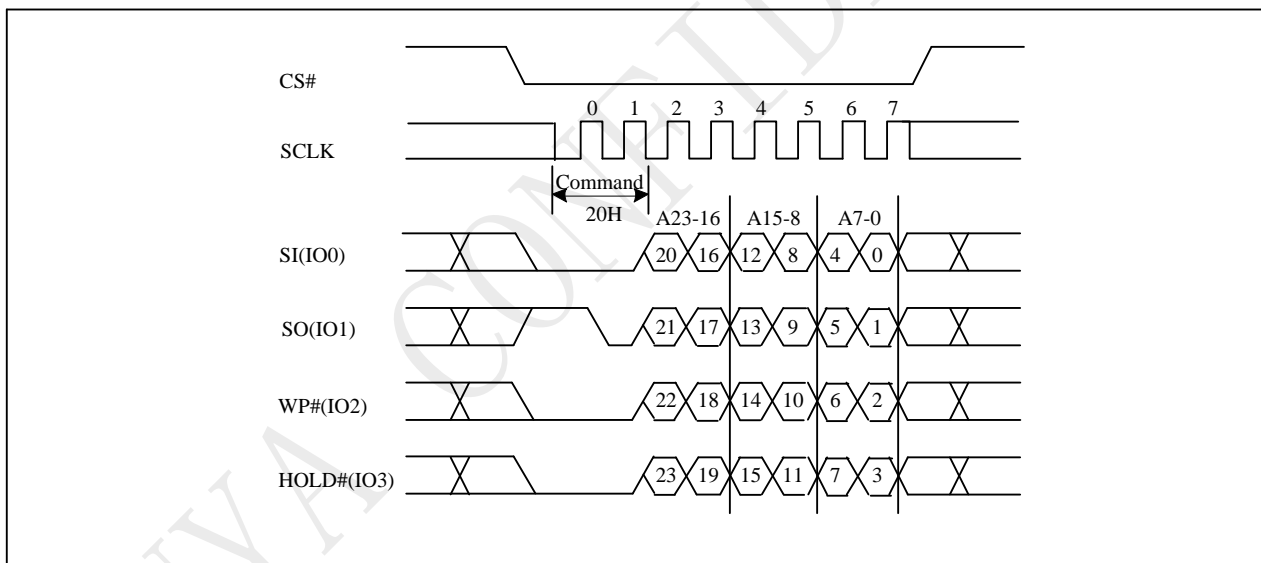 CS#
0 1 2 3 4 5 6 7
SCLK
Command
20H
A23-16 A15-8 A7-0
SI(IO0) 20 16 12 8 4 0
SO(IO1) 21 17 13 9 5 1
WP#(IO2) 22 18 14 10 6 2
HOLD#(IO3) 23 19 15 11 7 3